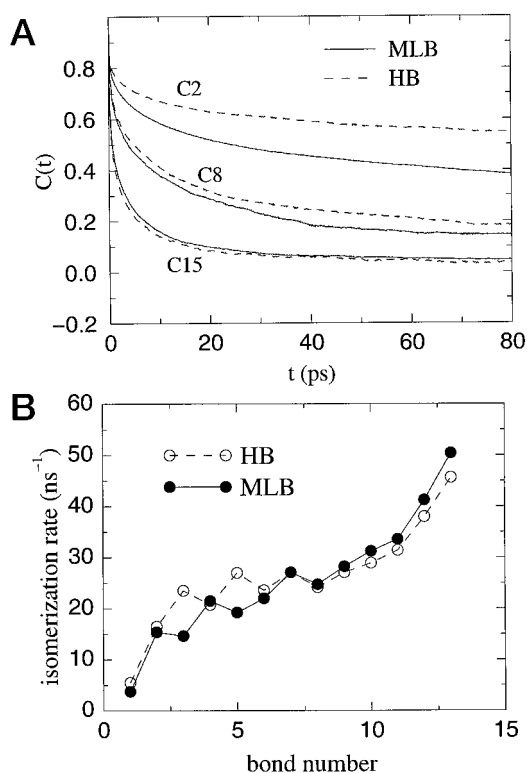 A
MLB
HB
C2
C8
C15
0.8
0.6
0.4
0.2
0.0
−0.2
C(t)
0
20
40
60
80
t (ps)
B
HB
MLB
60
50
40
30
20
10
0
isomerization rate (ns⁻¹)
0
5
10
15
bond number